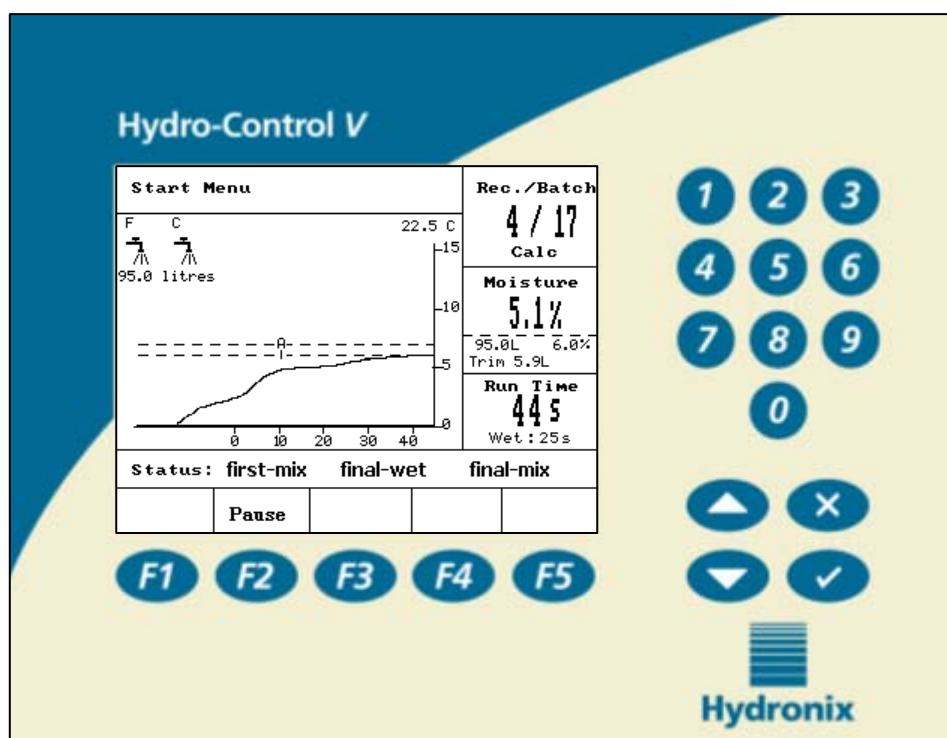 Hydro-Control V
Start Menu
F C
22.5 C
95.0 litres
15
10
5
0
A
I
0 10 20 30 40
Rec./Batch
4 / 17
Calc
Moisture
5.1%
95.0L 6.0%
Trim 5.9L
Run Time
44s
Wet:25s
Status: first-mix final-wet final-mix
Pause
F1 F2 F3 F4 F5
1 2 3
4 5 6
7 8 9
0
Hydronix